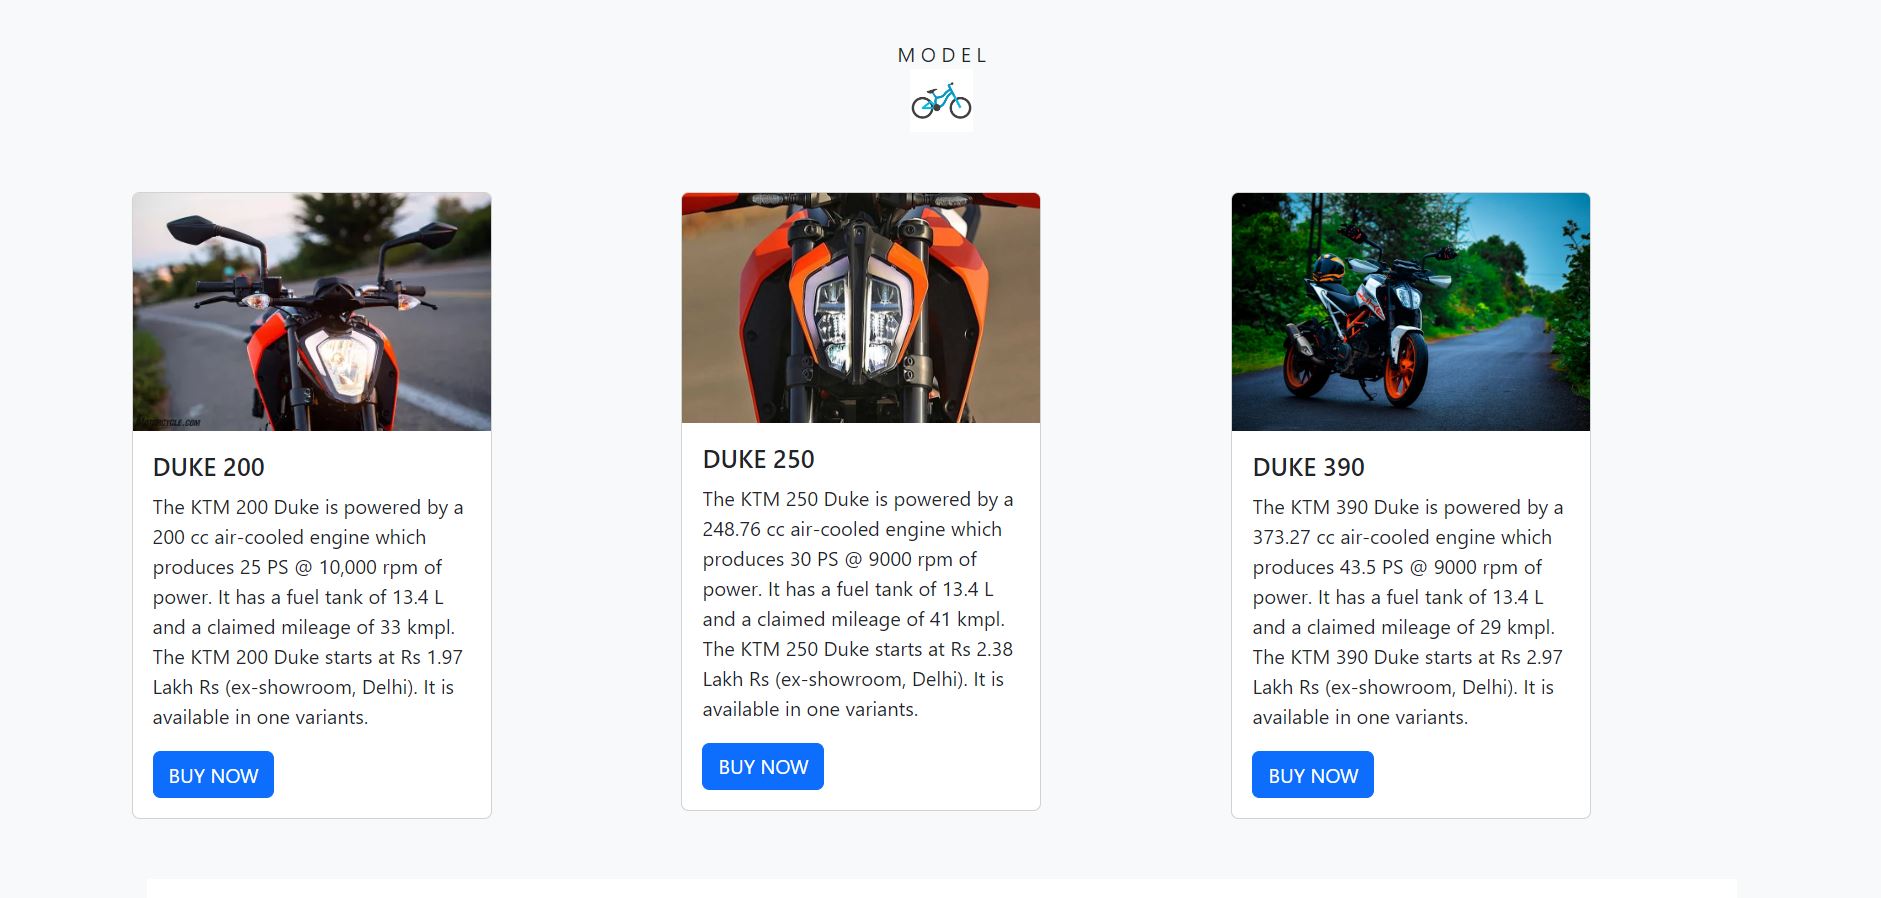 MODEL
DUKE 200
The KTM 200 Duke is powered by a
200 cc air-cooled engine which
produces 25 PS @ 10,000 rpm of
power. It has a fuel tank of 13.4 L
and a claimed mileage of 33 kmpl.
The KTM 200 Duke starts at Rs 1.97
Lakh Rs (ex-showroom, Delhi). It is
available in one variants.
BUY NOW
DUKE 250
The KTM 250 Duke is powered by a
248.76 cc air-cooled engine which
produces 30 PS @ 9000 rpm of
power. It has a fuel tank of 13.4 L
and a claimed mileage of 41 kmpl.
The KTM 250 Duke starts at Rs 2.38
Lakh Rs (ex-showroom, Delhi). It is
available in one variants.
BUY NOW
DUKE 390
The KTM 390 Duke is powered by a
373.27 cc air-cooled engine which
produces 43.5 PS @ 9000 rpm of
power. It has a fuel tank of 13.4 L
and a claimed mileage of 29 kmpl.
The KTM 390 Duke starts at Rs 2.97
Lakh Rs (ex-showroom, Delhi). It is
available in one variants.
BUY NOW